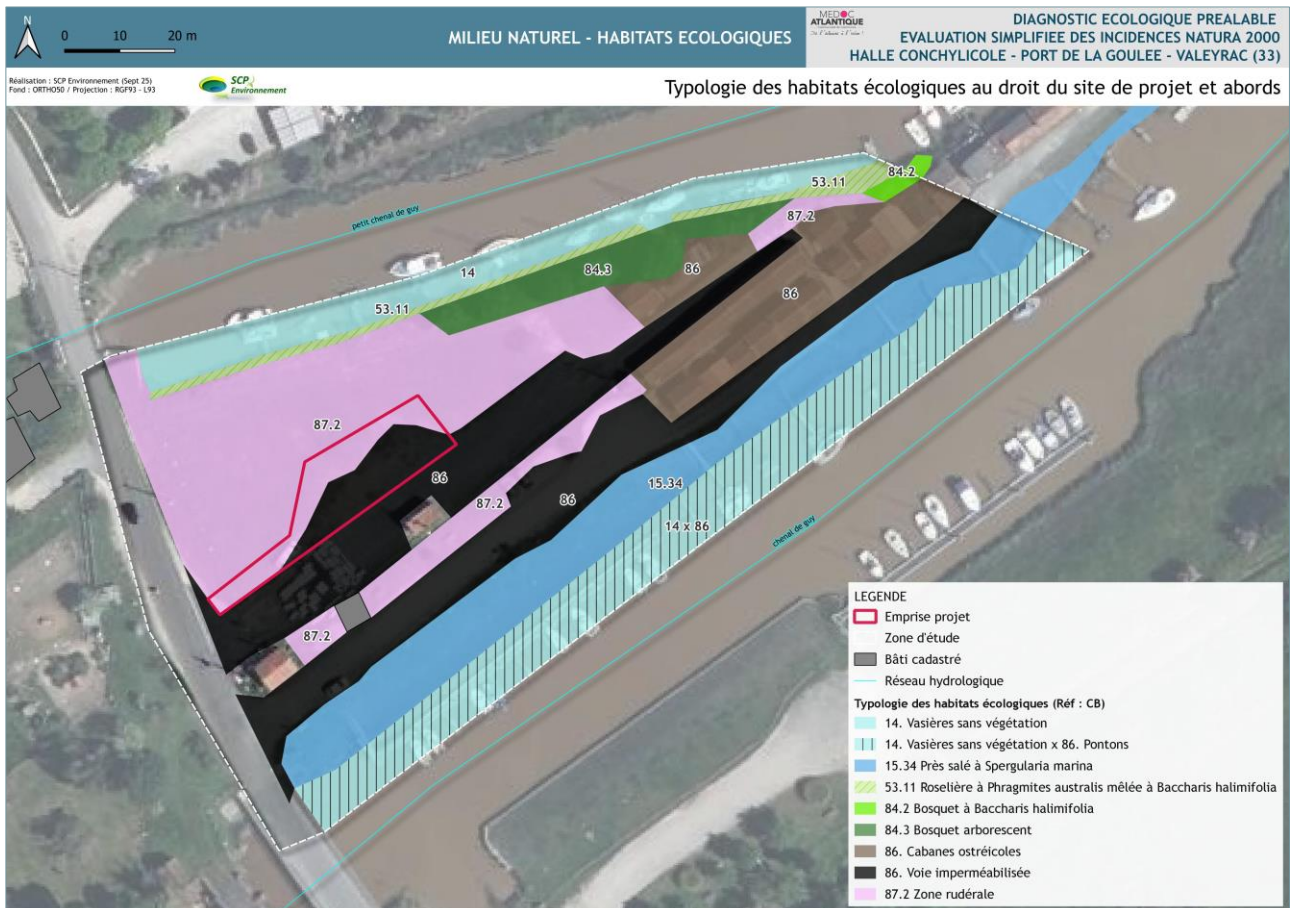 N
0 10 20 m
MILIEU NATUREL - HABITATS ECOLOGIQUES
MEDOC
ATLANTIQUE
DIAGNOSTIC ECOLOGIQUE PREALABLE
EVALUATION SIMPLIFIEE DES INCIDENCES NATURA 2000
HALLE CONCHYLICOLE - PORT DE LA GOULEE - VALEYRAC (33)
Réalisation : SCP Environnement (Sept 25)
Fond : ORTHO50 / Projection : RGF93 - L93
SCP
Environnement
Typologie des habitats écologiques au droit du site de projet et abords
84.2
53.11
87.2
petit chenal de guy
14
84.3
86
53.11
86
87.2
86
87.2
86
15.34
14 x 86
chenal de guy
87.2
LEGENDE
Emprise projet
Zone d'étude
Bâti cadastré
Réseau hydrologique
Typologie des habitats écologiques (Réf : CB)
14. Vasières sans végétation
14. Vasières sans végétation x 86. Pontons
15.34 Près salé à Spergularia marina
53.11 Roselière à Phragmites australis mêlée à Baccharis halimifolia
84.2 Bosquet à Baccharis halimifolia
84.3 Bosquet arborescent
86. Cabanes ostréicoles
86. Voie imperméabilisée
87.2 Zone rudérale